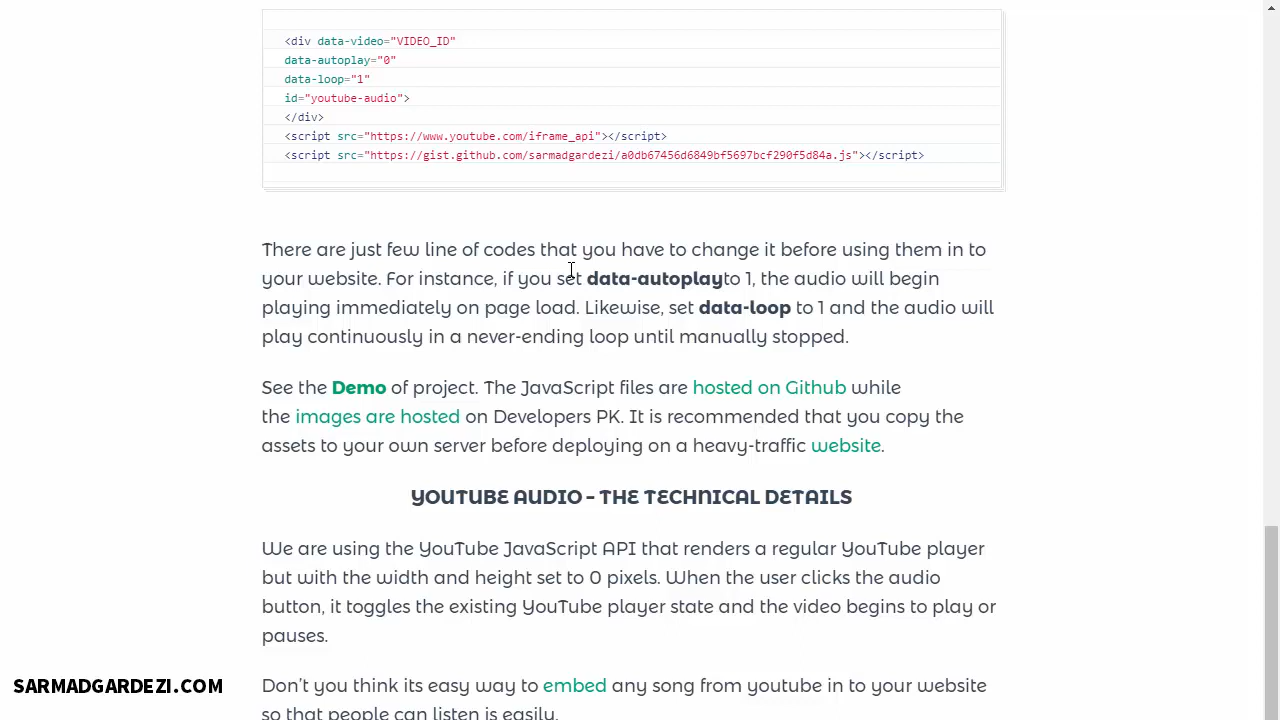 <div data-video="VIDEO_ID"
data-autoplay="0"
data-loop="1"
id="youtube-audio">
</div>
<script src="https://www.youtube.com/iframe_api"></script>
<script src="https://gist.github.com/sarmadgardezi/a0db67456d6849bf5697bcf290f5d84a.js"></script>
There are just few line of codes that you have to change it before using them in to
your website. For instance, if you set data-autoplayto 1, the audio will begin
playing immediately on page load. Likewise, set data-loop to 1 and the audio will
play continuously in a never-ending loop until manually stopped.
See the Demo of project. The JavaScript files are hosted on Github while
the images are hosted on Developers PK. It is recommended that you copy the
assets to your own server before deploying on a heavy-traffic website.
YOUTUBE AUDIO – THE TECHNICAL DETAILS
We are using the YouTube JavaScript API that renders a regular YouTube player
but with the width and height set to 0 pixels. When the user clicks the audio
button, it toggles the existing YouTube player state and the video begins to play or
pauses.
Don't you think its easy way to embed any song from youtube in to your website
so that people can listen is easily.
SARMADGARDEZI.COM